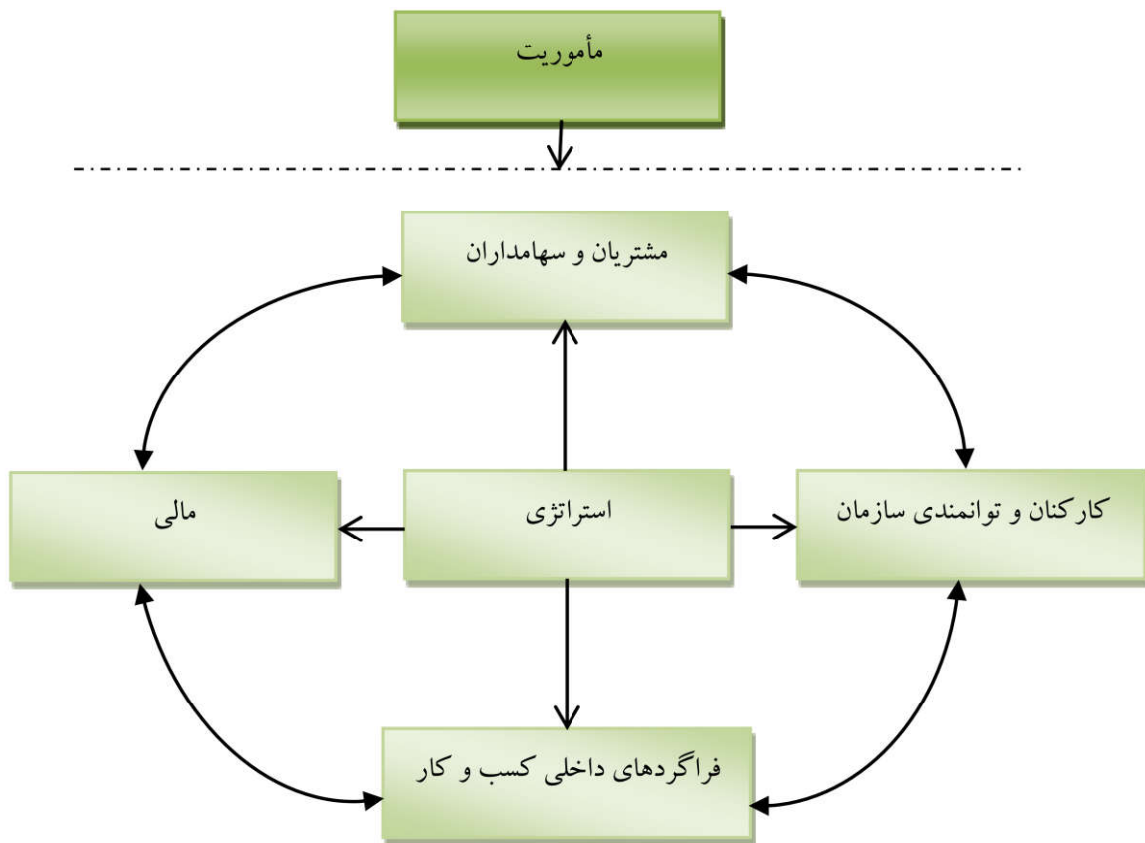 مأموریت
مشتریان و سهامداران
کارکنان و توانمندی سازمان
استراتژی
مالی
فراگردهای داخلی کسب و کار